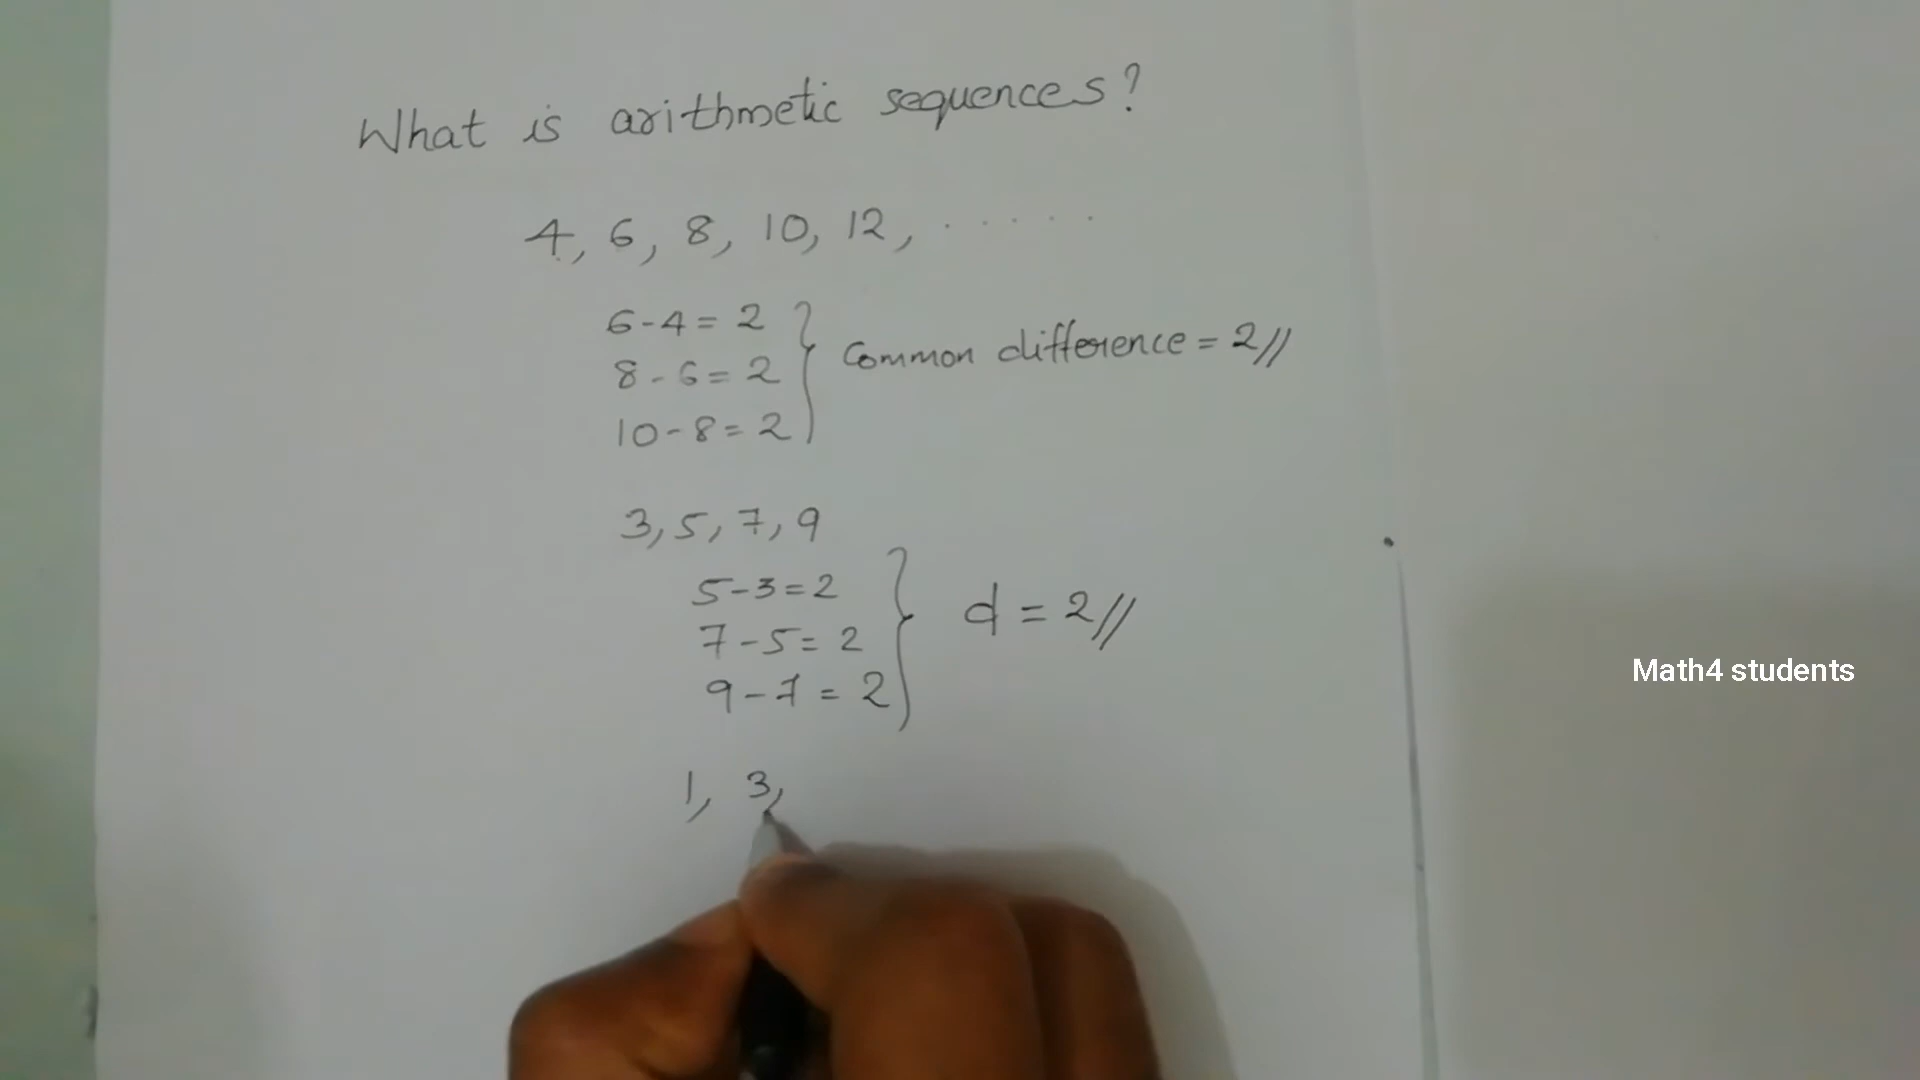 What is arithmetic sequences?
4, 6, 8, 10, 12, . . . . .
6-4= 2
8-6=2
10-8=2
Common difference = 2//
3, 5, 7, 9
5-3=2
7-5= 2
9-7 = 2
d = 2//
1, 3,
Math4 students